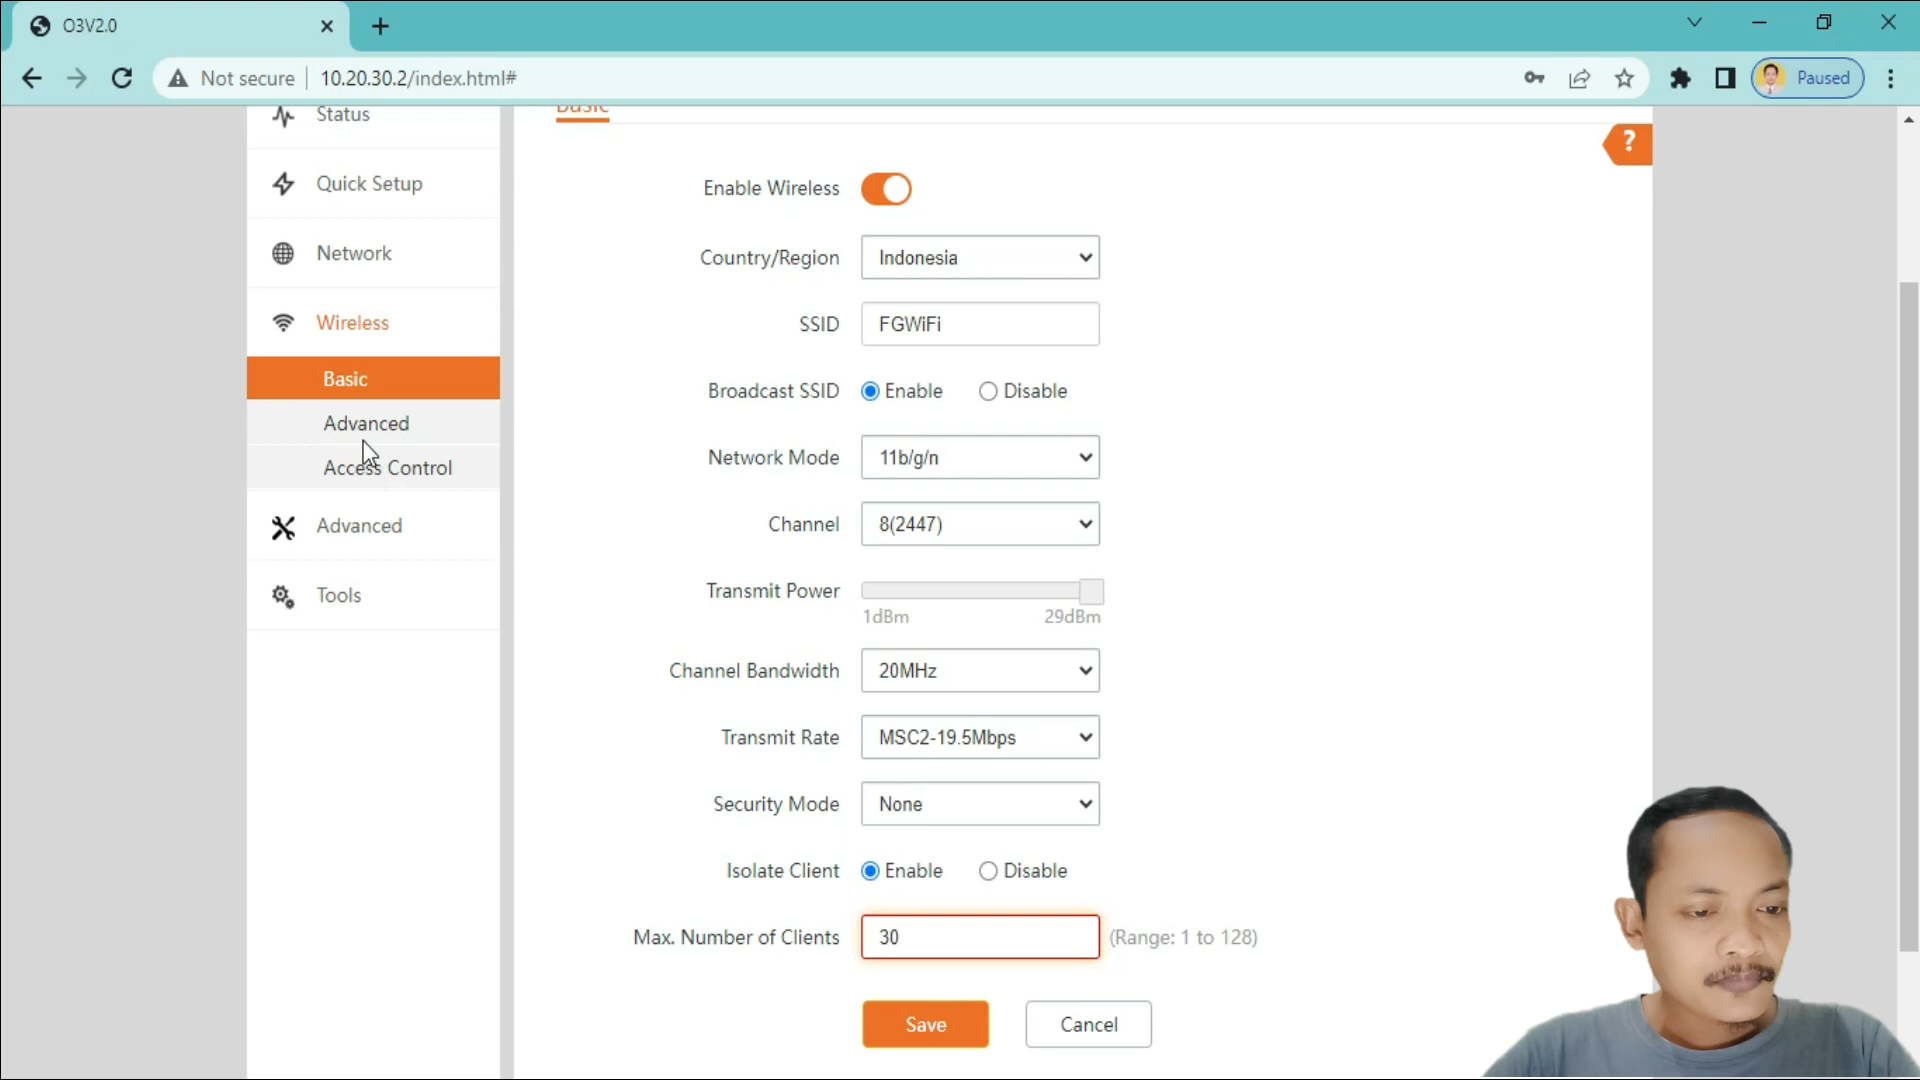 O3V2.0
Not secure 10.20.30.2/index.html#
Paused
Status
Basic
?
Quick Setup
Network
Wireless
Basic
Advanced
Access Control
Advanced
Tools
Enable Wireless
Country/Region Indonesia
SSID FGWiFi
Broadcast SSID Enable Disable
Network Mode 11b/g/n
Channel 8(2447)
Transmit Power
1dBm 29dBm
Channel Bandwidth 20MHz
Transmit Rate MSC2-19.5Mbps
Security Mode None
Isolate Client Enable Disable
Max. Number of Clients 30 (Range: 1 to 128)
Save Cancel